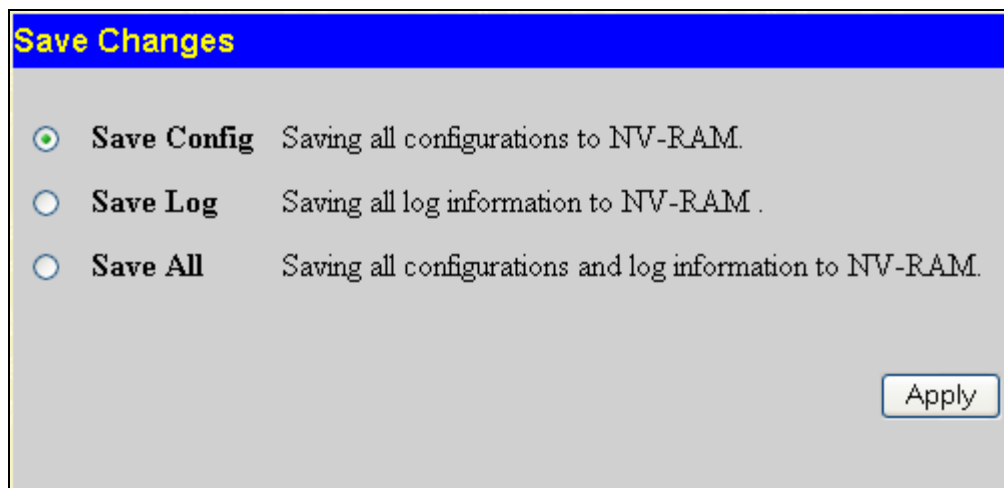 Save Changes
Save Config Saving all configurations to NV-RAM.
Save Log Saving all log information to NV-RAM .
Save All Saving all configurations and log information to NV-RAM.
Apply